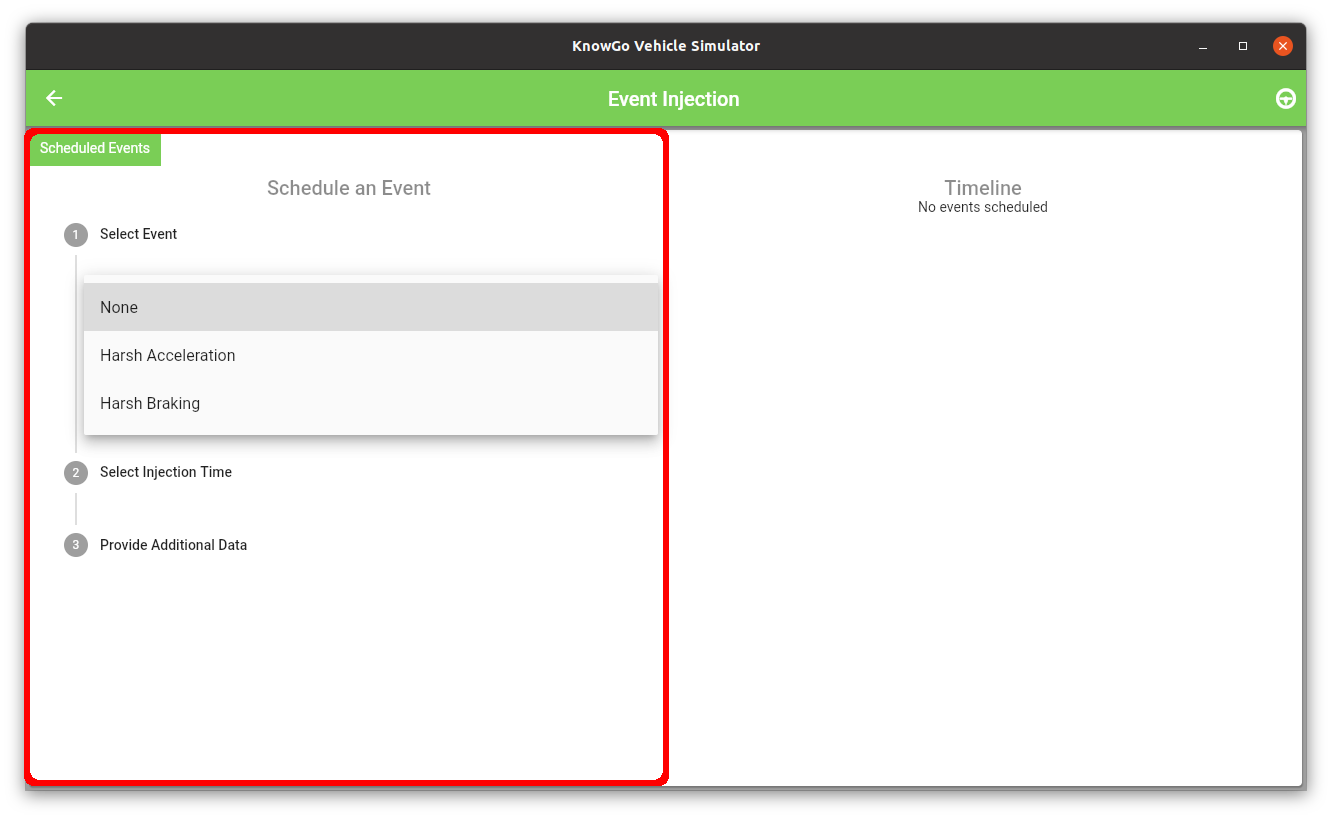 KnowGo Vehicle Simulator
Event Injection
Scheduled Events
Schedule an Event
1 Select Event
None
Harsh Acceleration
Harsh Braking
2 Select Injection Time
3 Provide Additional Data
Timeline
No events scheduled